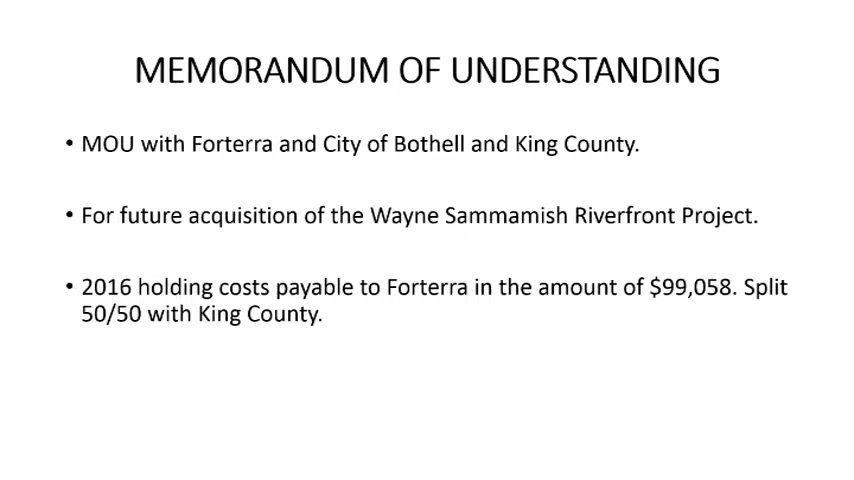 MEMORANDUM OF UNDERSTANDING
• MOU with Forterra and City of Bothell and King County.
• For future acquisition of the Wayne Sammamish Riverfront Project.
• 2016 holding costs payable to Forterra in the amount of $99,058. Split
50/50 with King County.